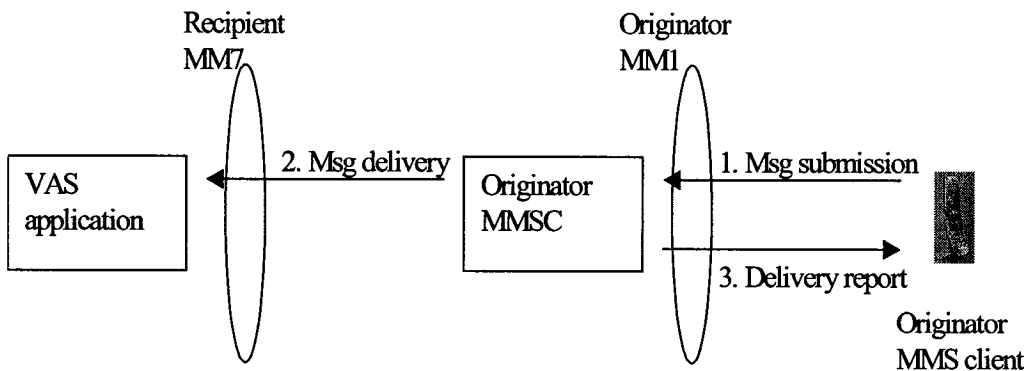 Recipient
MM7
Originator
MM1
VAS
application
2. Msg delivery
Originator
MMSC
1. Msg submission
3. Delivery report
Originator
MMS client